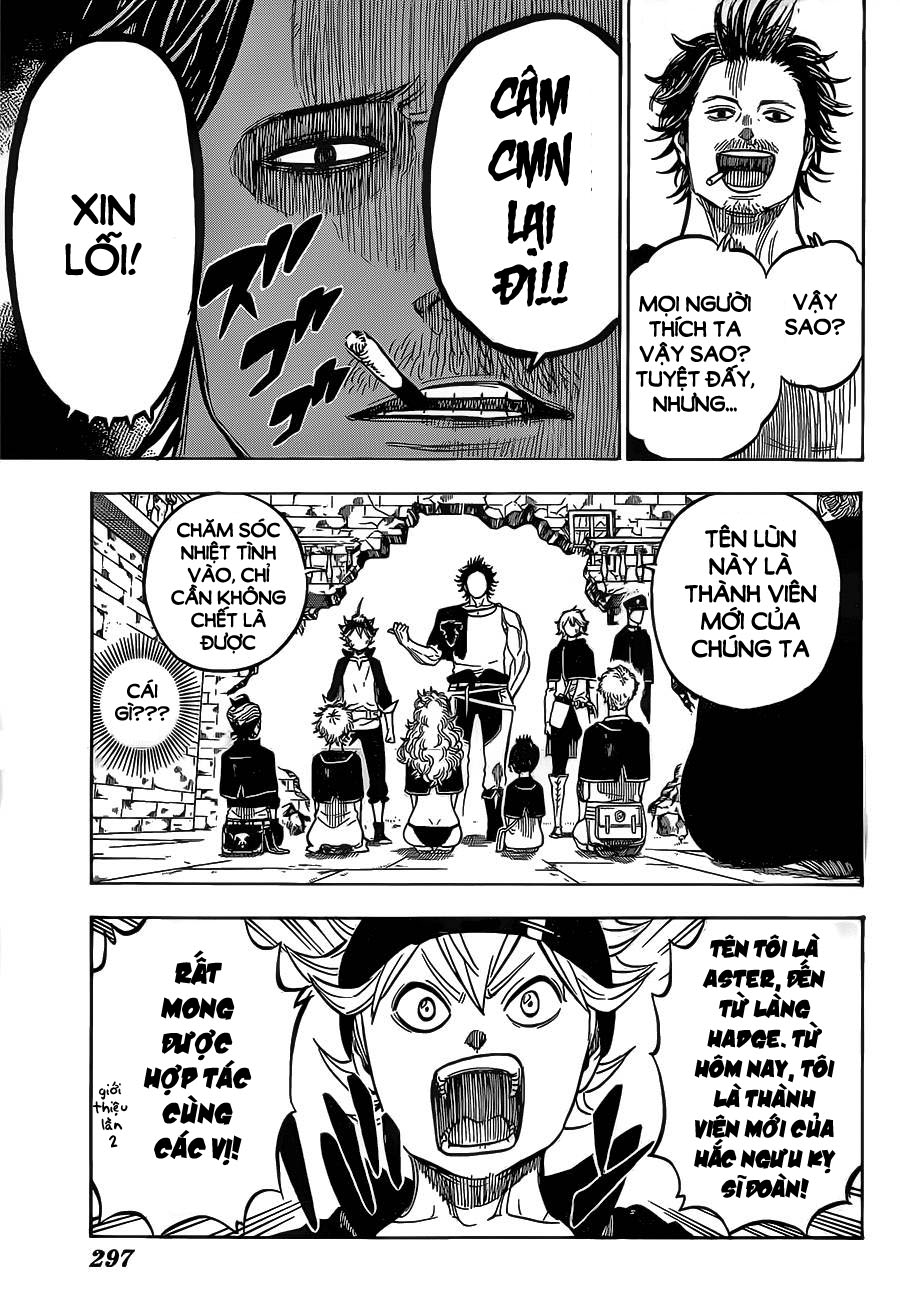 VẬY
SAO?
MỌI NGƯỜI
THÍCH TA
VẬY SAO?
TUYỆT ĐẤY,
NHƯNG...
CÂM
CMN
LẠI
ĐI!!
ズズズ
XIN
LỖI!
TÊN LÙN
NÀY LÀ
THÀNH VIÊN
MỚI CỦA
CHÚNG TA
CHĂM SÓC
NHIỆT TÌNH
VÀO, CHỈ
CẦN KHÔNG
CHẾT LÀ
ĐƯỢC
CÁI
GÌ???
TÊN TÔI LÀ
ASTER, ĐẾN
TỪ LÀNG
HADGE. TỪ
HÔM NAY, TÔI
LÀ THÀNH
VIÊN MỚI CỦA
HẮC NGƯU KỴ
SĨ ĐOÀN!
RẤT
MONG
ĐƯỢC
HỢP TÁC
CÙNG
CÁC VỊ!
giới
thiệu
lần
2
297